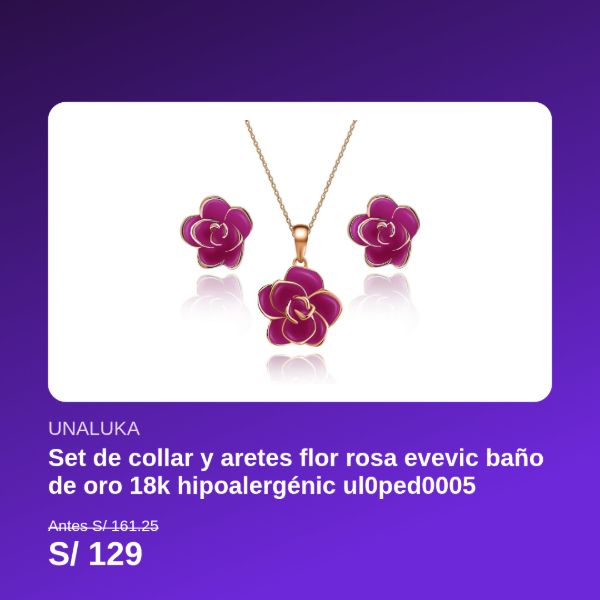 UNALUKA
Set de collar y aretes flor rosa evevic baño
de oro 18k hipoalergénic ul0ped0005
Antes S/ 161.25
S/ 129